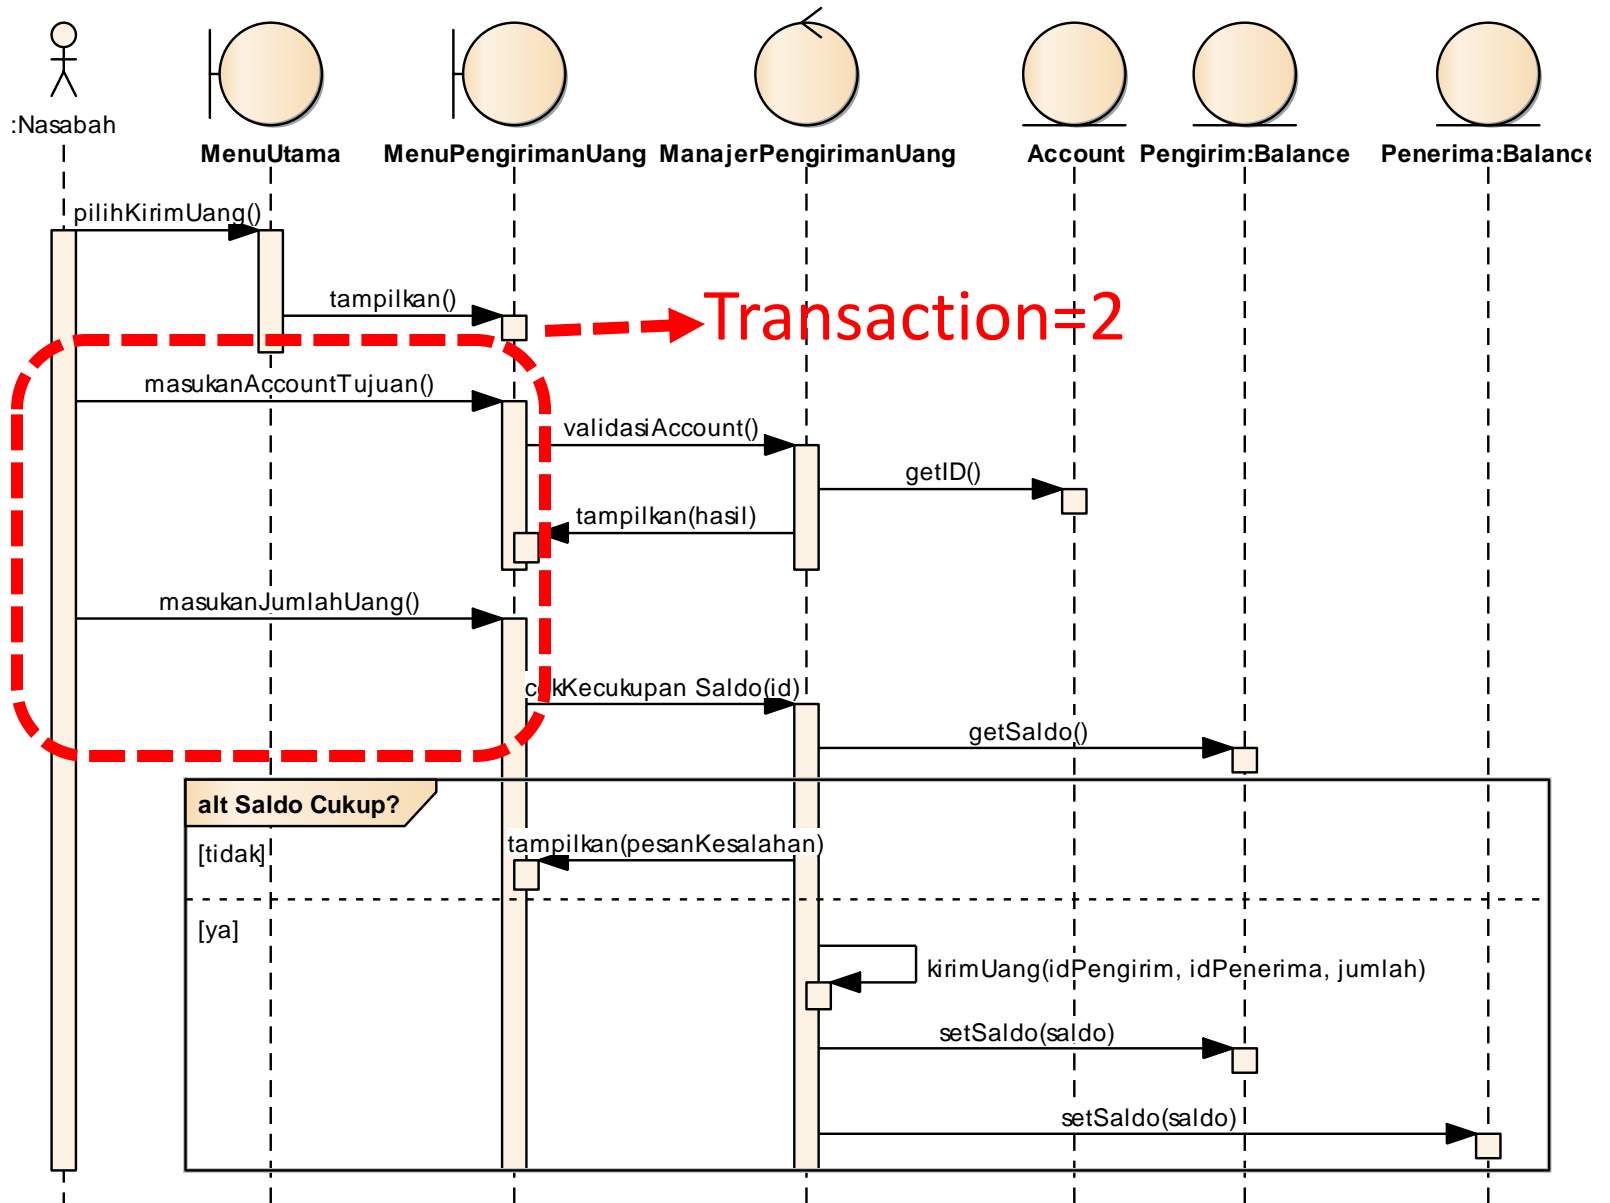 :Nasabah
MenuUtama
MenuPengirimanUang
ManajerPengirimanUang
Account
Pengirim:Balance
Penerima:Balance
pilihKirimUang()
tampilkan()
Transaction=2
masukanAccountTujuan()
validasiAccount()
getID()
tampilkan(hasil)
masukanJumlahUang()
cekKecukupan Saldo(id)
getSaldo()
alt Saldo Cukup?
tampilkan(pesanKesalahan)
[tidak]
[ya]
kirimUang(idPengirim, idPenerima, jumlah)
setSaldo(saldo)
setSaldo(saldo)